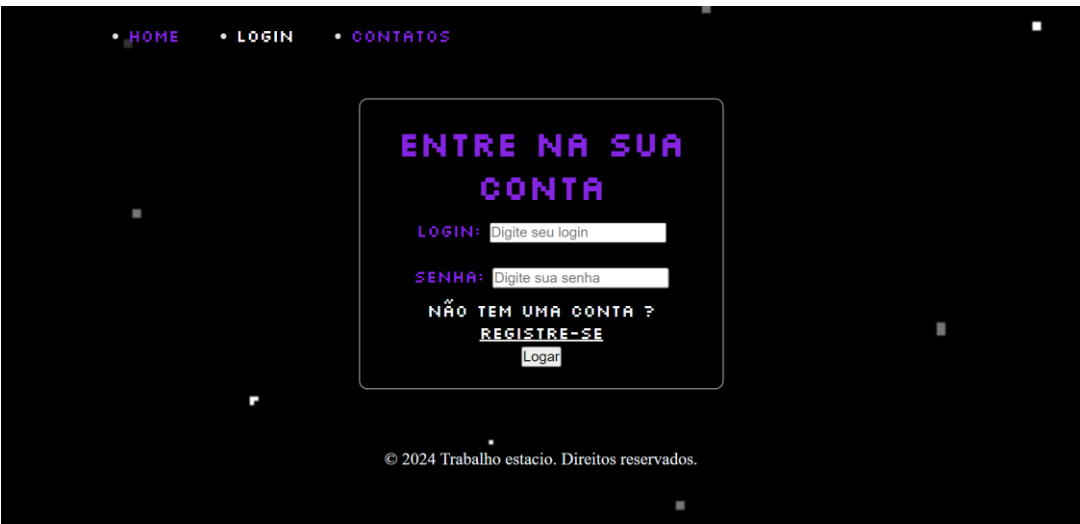 • HOME • LOGIN • CONTATOS
ENTRE NA SUA
CONTA
LOGIN: Digite seu login
SENHA: Digite sua senha
NÃO TEM UMA CONTA ?
REGISTRE-SE
Logar
© 2024 Trabalho estacio. Direitos reservados.